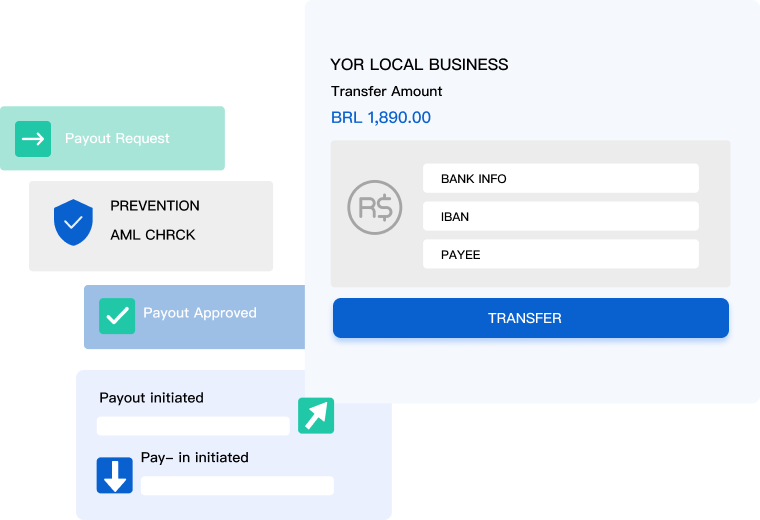 YOR LOCAL BUSINESS
Transfer Amount
BRL 1,890.00
R$
BANK INFO
IBAN
PAYEE
TRANSFER
Payout Request
PREVENTION
AML CHRCK
Payout Approved
Payout initiated
Pay- in initiated